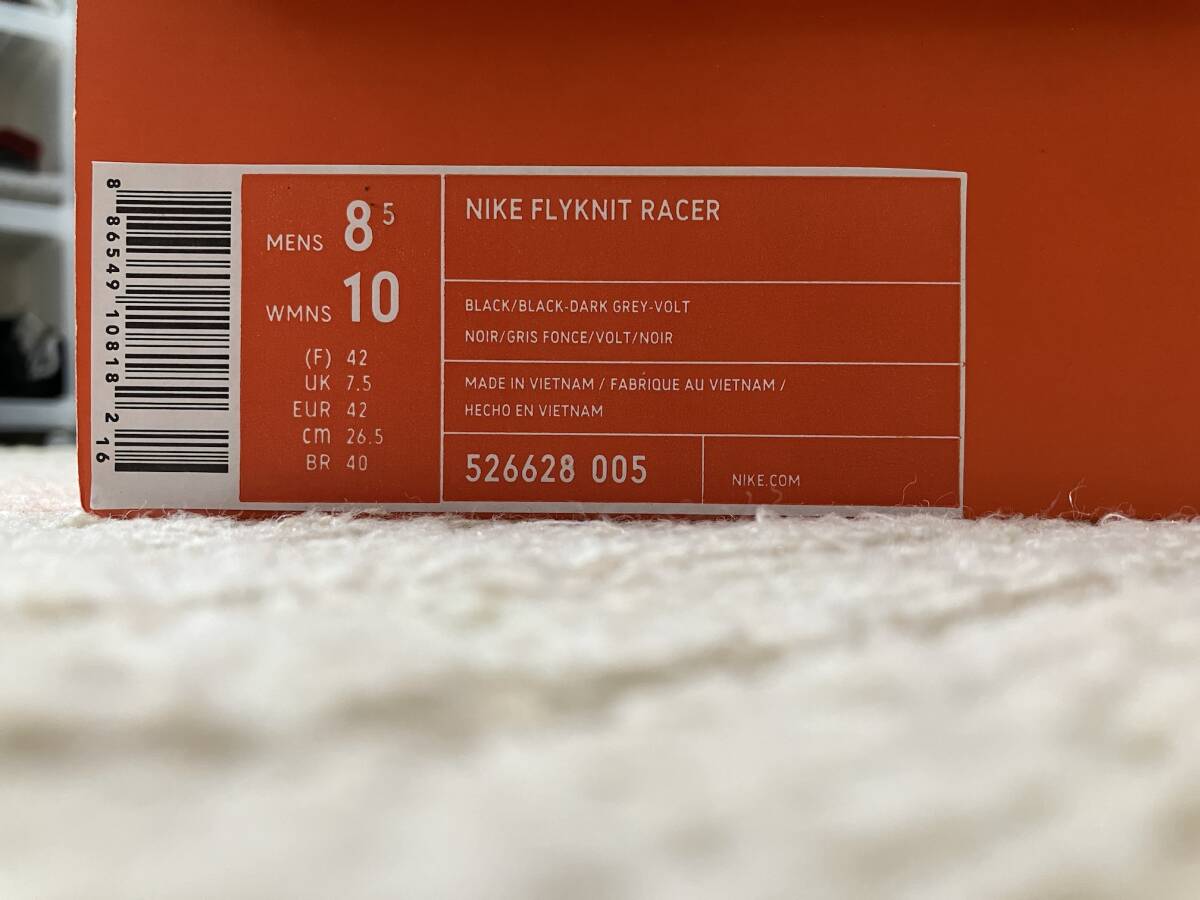 8 86549 10818 2 16
MENS 8 5
WMNS 10
(F) 42
UK 7.5
EUR 42
cm 26.5
BR 40
NIKE FLYKNIT RACER
BLACK/BLACK-DARK GREY-VOLT
NOIR/GRIS FONCE/VOLT/NOIR
MADE IN VIETNAM / FABRIQUE AU VIETNAM /
HECHO EN VIETNAM
526628 005
NIKE.COM